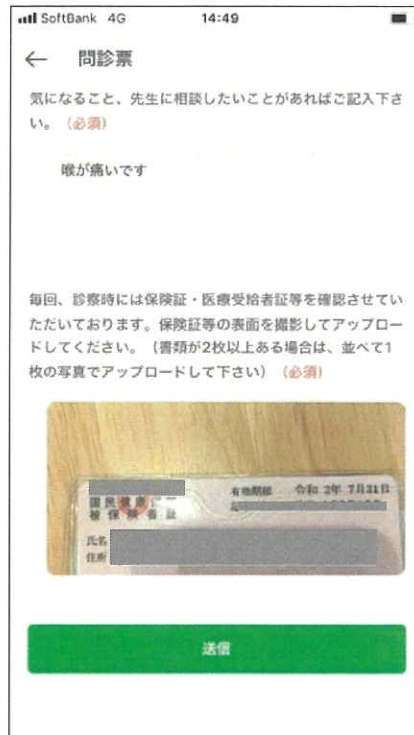 SoftBank 4G 14:49
← 問診票
気になること、先生に相談したいことがあればご記入下さ
い。（必須）
喉が痛いです
毎回、診察時には保険証・医療受給者証等を確認させてい
ただいております。保険証等の表面を撮影してアップロー
ドしてください。（書類が2枚以上ある場合は、並べて1
枚の写真でアップロードして下さい）（必須）
国民健康
有効期限 令和 2年 7月31日
被保険者証
氏名
住所
送信